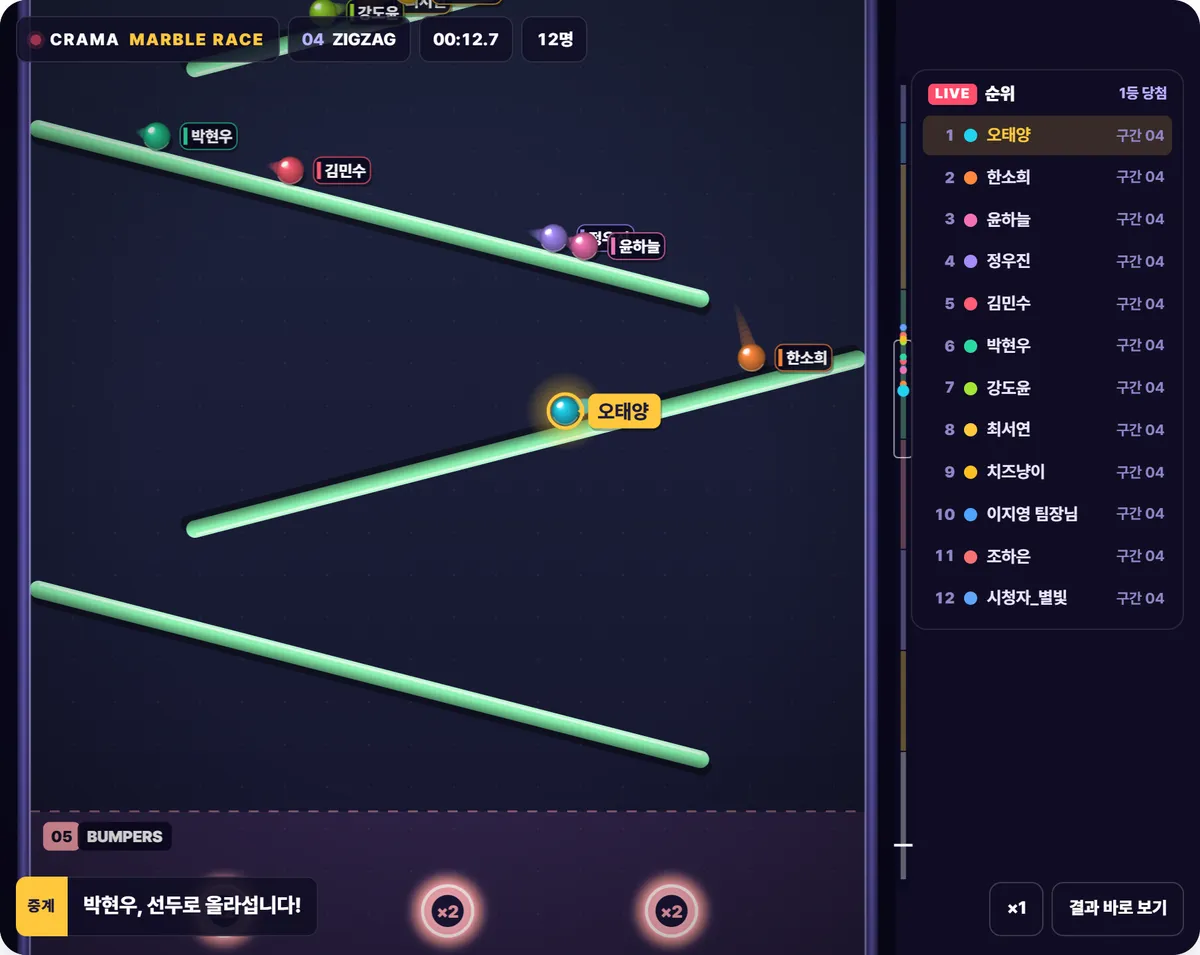 강도윤
CRAMA MARBLE RACE
04 ZIGZAG
00:12.7
12명
박현우
김민수
윤하늘
한소희
오태양
LIVE 순위 1등 당첨
1 오태양 구간 04
2 한소희 구간 04
3 윤하늘 구간 04
4 정우진 구간 04
5 김민수 구간 04
6 박현우 구간 04
7 강도윤 구간 04
8 최서연 구간 04
9 치즈냥이 구간 04
10 이지영 팀장님 구간 04
11 조하은 구간 04
12 시청자_별빛 구간 04
05 BUMPERS
×2
×2
중계 박현우, 선두로 올라섭니다!
×1
결과 바로 보기